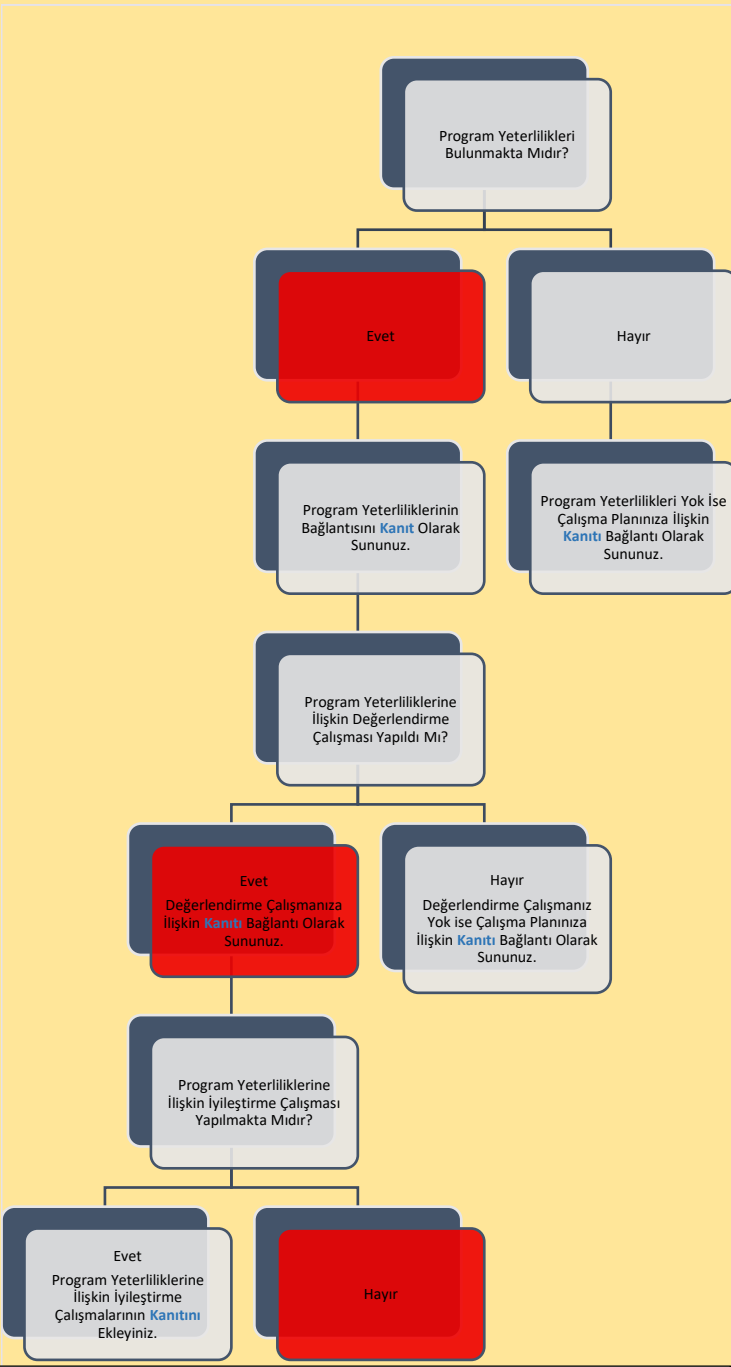 Program Yeterlilikleri
Bulunmakta Mıdır?
Evet
Hayır
Program Yeterliliklerinin
Bağlantısını Kanıt Olarak
Sununuz.
Program Yeterlilikleri Yok İse
Çalışma Planınıza İlişkin
Kanıtı Bağlantı Olarak
Sununuz.
Program Yeterliliklerine
İlişkin Değerlendirme
Çalışması Yapıldı Mı?
Evet
Değerlendirme Çalışmanıza
İlişkin Kanıtı Bağlantı Olarak
Sununuz.
Hayır
Değerlendirme Çalışmanız
Yok ise Çalışma Planınıza
İlişkin Kanıtı Bağlantı Olarak
Sununuz.
Program Yeterliliklerine
İlişkin İyileştirme Çalışması
Yapılmakta Mıdır?
Evet
Program Yeterliliklerine
İlişkin İyileştirme
Çalışmalarının Kanıtını
Ekleyiniz.
Hayır